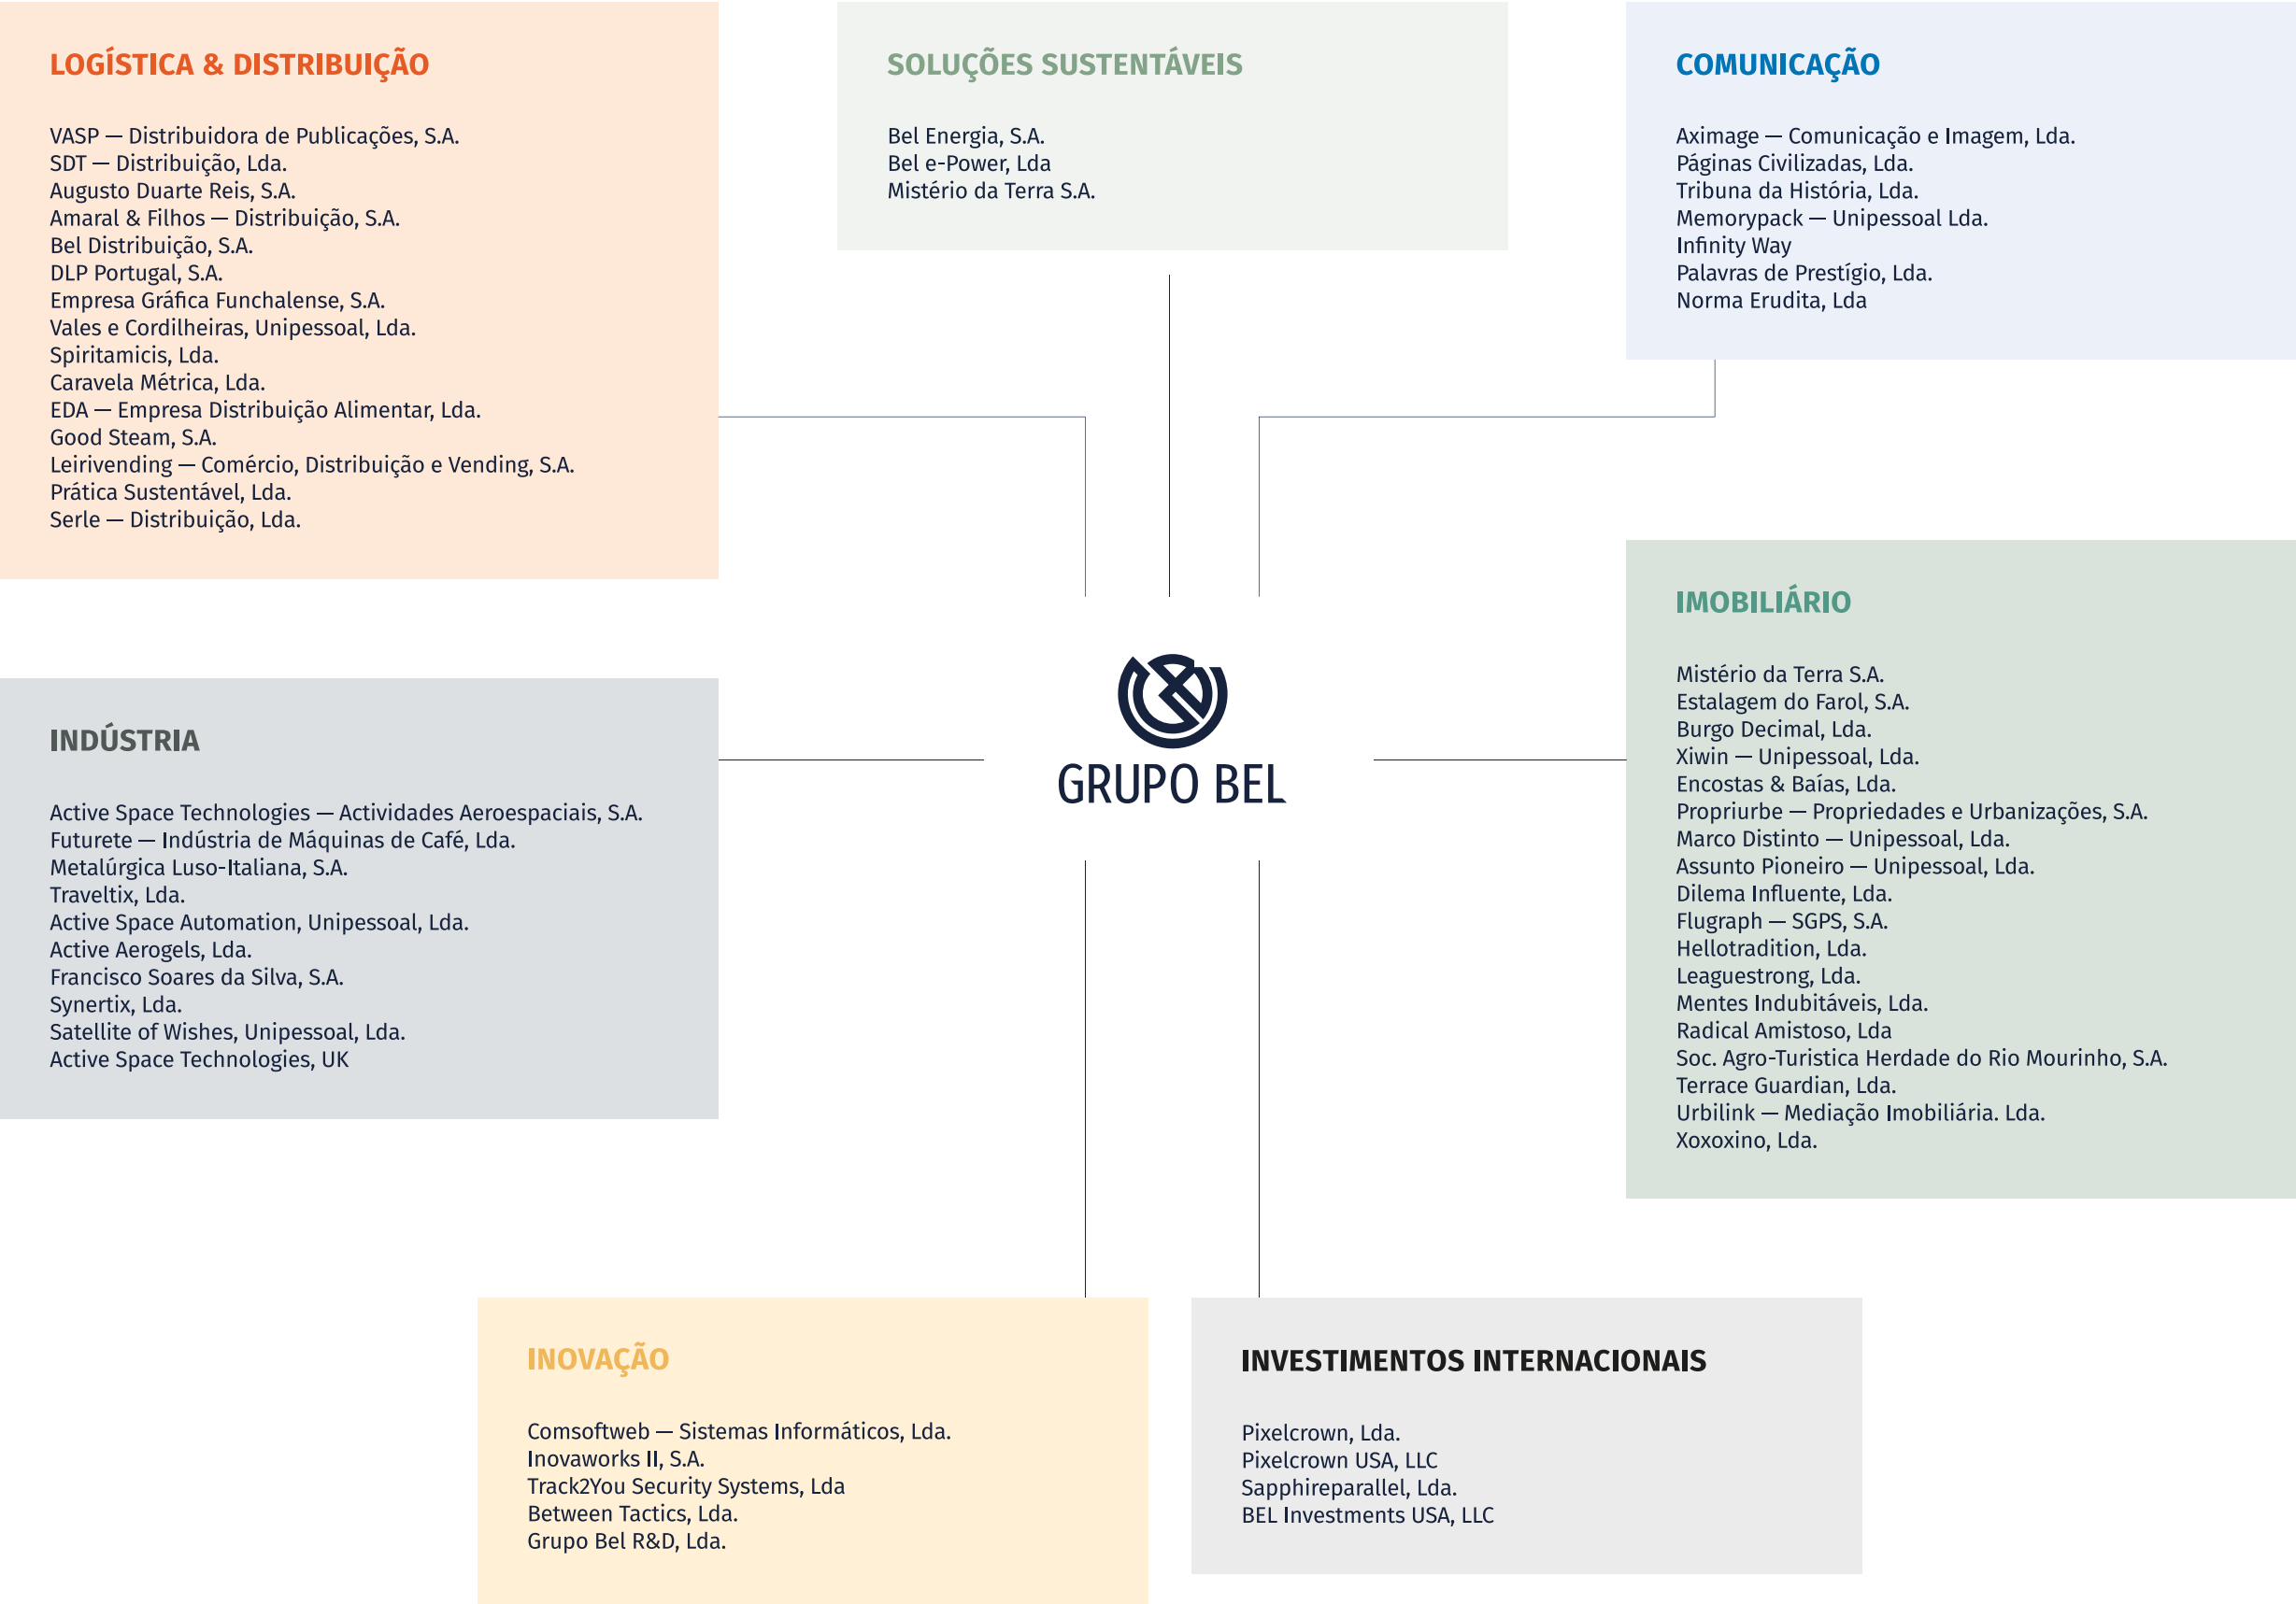 LOGÍSTICA & DISTRIBUIÇÃO
VASP — Distribuidora de Publicações, S.A.
SDT — Distribuição, Lda.
Augusto Duarte Reis, S.A.
Amaral & Filhos — Distribuição, S.A.
Bel Distribuição, S.A.
DLP Portugal, S.A.
Empresa Gráfica Funchalense, S.A.
Vales e Cordilheiras, Unipessoal, Lda.
Spiritamicis, Lda.
Caravela Métrica, Lda.
EDA — Empresa Distribuição Alimentar, Lda.
Good Steam, S.A.
Leirivending — Comércio, Distribuição e Vending, S.A.
Prática Sustentável, Lda.
Serle — Distribuição, Lda.
SOLUÇÕES SUSTENTÁVEIS
Bel Energia, S.A.
Bel e-Power, Lda
Mistério da Terra S.A.
COMUNICAÇÃO
Aximage — Comunicação e Imagem, Lda.
Páginas Civilizadas, Lda.
Tribuna da História, Lda.
Memorypack — Unipessoal Lda.
Infinity Way
Palavras de Prestígio, Lda.
Norma Erudita, Lda
INDÚSTRIA
Active Space Technologies — Actividades Aeroespaciais, S.A.
Futurete — Indústria de Máquinas de Café, Lda.
Metalúrgica Luso-Italiana, S.A.
Traveltix, Lda.
Active Space Automation, Unipessoal, Lda.
Active Aerogels, Lda.
Francisco Soares da Silva, S.A.
Synertix, Lda.
Satellite of Wishes, Unipessoal, Lda.
Active Space Technologies, UK
GRUPO BEL
IMOBILIÁRIO
Mistério da Terra S.A.
Estalagem do Farol, S.A.
Burgo Decimal, Lda.
Xiwin — Unipessoal, Lda.
Encostas & Baías, Lda.
Propriurbe — Propriedades e Urbanizações, S.A.
Marco Distinto — Unipessoal, Lda.
Assunto Pioneiro — Unipessoal, Lda.
Dilema Influente, Lda.
Flugraph — SGPS, S.A.
Hellotradition, Lda.
Leaguestrong, Lda.
Mentes Indubitáveis, Lda.
Radical Amistoso, Lda
Soc. Agro-Turistica Herdade do Rio Mourinho, S.A.
Terrace Guardian, Lda.
Urbilink — Mediação Imobiliária. Lda.
Xoxoxino, Lda.
INOVAÇÃO
Comsoftweb — Sistemas Informáticos, Lda.
Inovaworks II, S.A.
Track2You Security Systems, Lda
Between Tactics, Lda.
Grupo Bel R&D, Lda.
INVESTIMENTOS INTERNACIONAIS
Pixelcrown, Lda.
Pixelcrown USA, LLC
Sapphireparallel, Lda.
BEL Investments USA, LLC